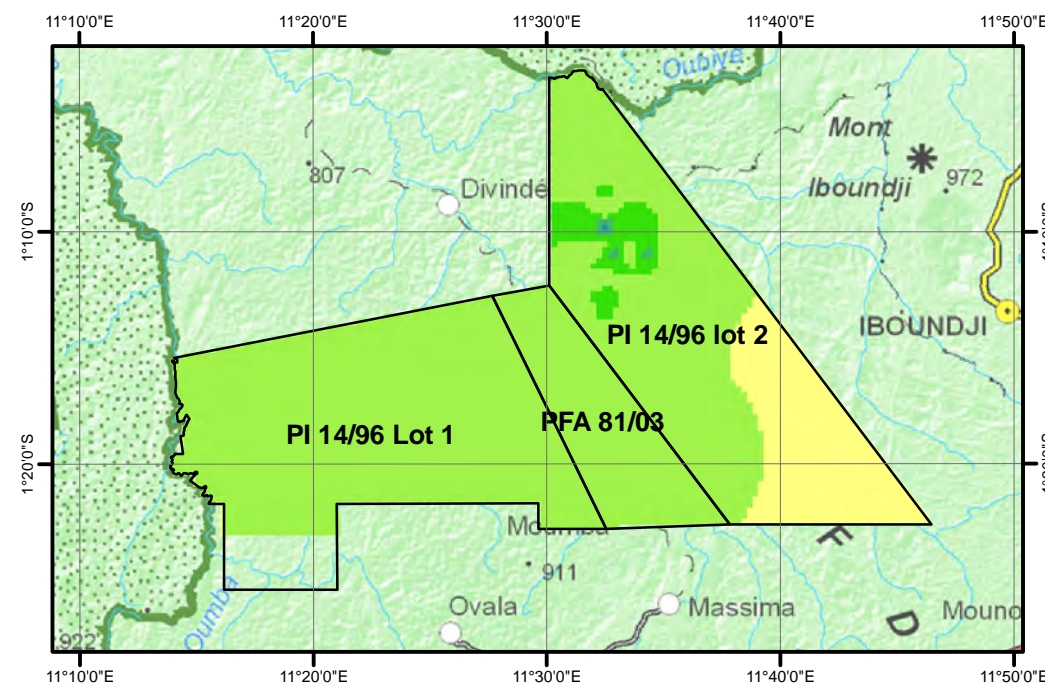 11°10'0"E 11°20'0"E 11°30'0"E 11°40'0"E 11°50'0"E
Oubiye
Mont
Iboundji
972
807
Divindé
1°10'0"S
IBOUNDJI
PI 14/96 lot 2
PFA 81/03
PI 14/96 Lot 1
1°20'0"S
Moumba
F
911
Ovala
Massima
Mouno
D
Oumba
922
11°10'0"E 11°20'0"E 11°30'0"E 11°40'0"E 11°50'0"E